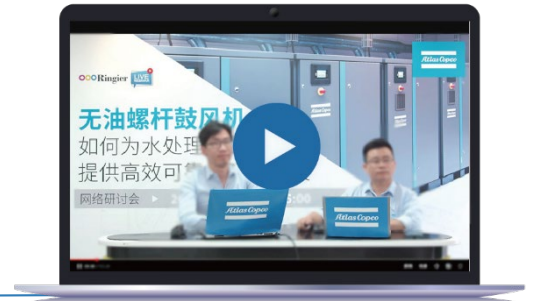 Ringier LIVE
Atlas Copco
无油螺杆鼓风机
如何为水处理
提供高效可
网络研讨会
Atlas Copco
Atlas Copco